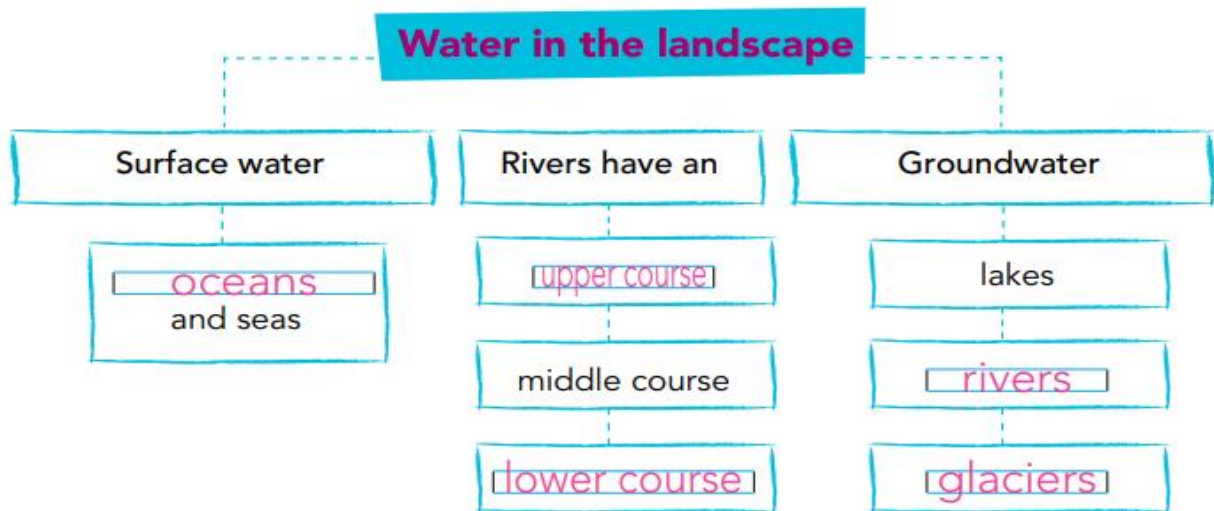 Water in the landscape
Surface water
Rivers have an
Groundwater
oceans
and seas
upper course
lakes
middle course
rivers
lower course
glaciers